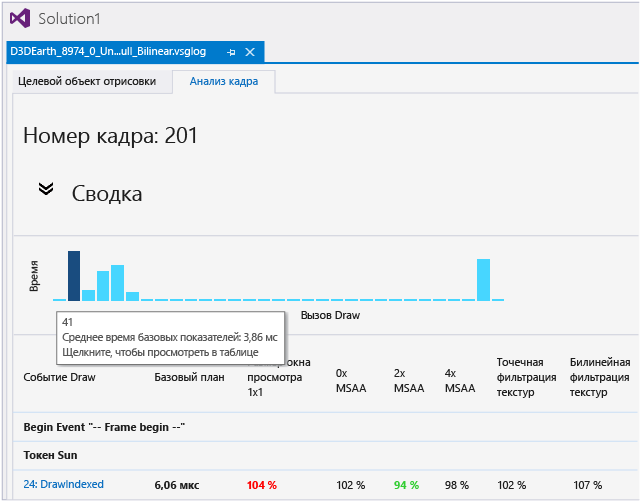 Solution1
D3DEarth_8974_0_Un...ull_Bilinear.vsglog
Целевой объект отрисовки
Анализ кадра
Номер кадра: 201
Сводка
Время
Вызов Draw
41
Среднее время базовых показателей: 3,86 мс
Щелкните, чтобы просмотреть в таблице
Событие Draw
Базовый план
просмотра
1x1
0x
MSAA
2x
MSAA
4x
MSAA
Точечная
фильтрация
текстур
Билинейная
фильтрация
текстур
Begin Event "-- Frame begin --"
Токен Sun
24: DrawIndexed
6,06 мкс
104 %
102 %
94 %
98 %
102 %
107 %